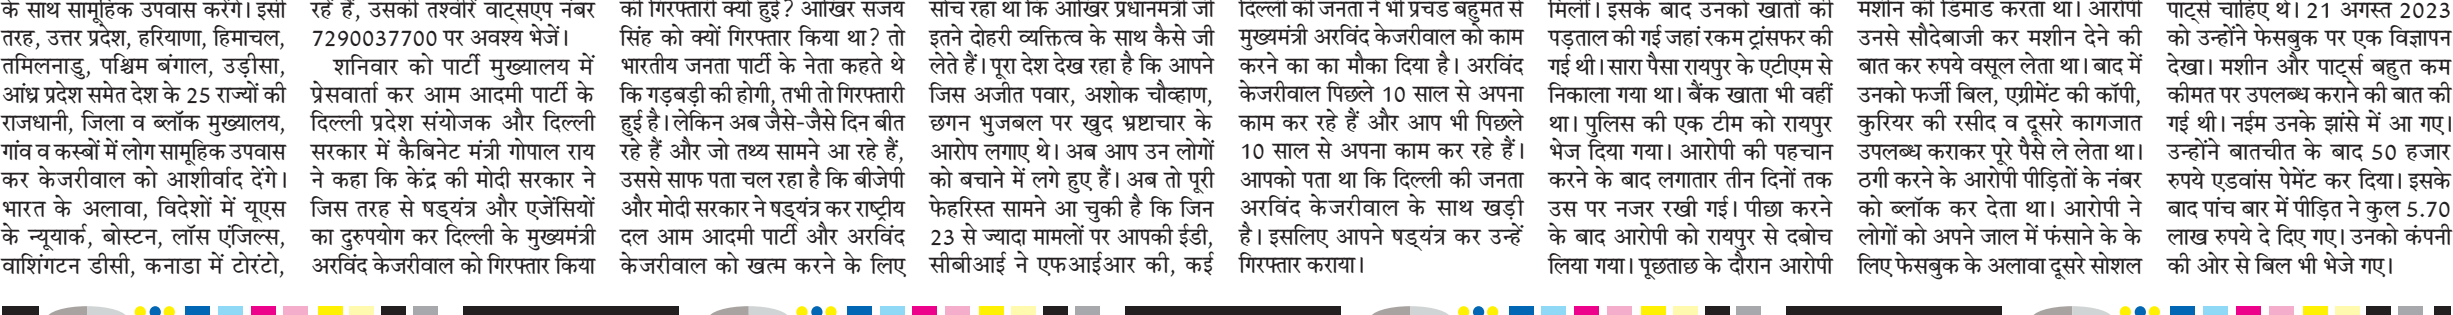 के साथ सामूहिक उपवास करेंगे। इसी
तरह, उत्तर प्रदेश, हरियाणा, हिमाचल,
तमिलनाडु, पश्चिम बंगाल, उड़ीसा,
आंध्र प्रदेश समेत देश के 25 राज्यों की
राजधानी, जिला व ब्लॉक मुख्यालय,
गांव व कस्बों में लोग सामूहिक उपवास
कर केजरीवाल को आशीर्वाद देंगे।
भारत के अलावा, विदेशों में यूएस
के न्यूयार्क, बोस्टन, लॉस एंजिल्स,
वाशिंगटन डीसी, कनाडा में टोरंटो,
रहें हैं, उसकी तश्वीरें वाट्सएप नंबर
7290037700 पर अवश्य भेजें।
शनिवार को पार्टी मुख्यालय में
प्रेसवार्ता कर आम आदमी पार्टी के
दिल्ली प्रदेश संयोजक और दिल्ली
सरकार में कैबिनेट मंत्री गोपाल राय
ने कहा कि केंद्र की मोदी सरकार ने
जिस तरह से षड्यंत्र और एजेंसियों
का दुरुपयोग कर दिल्ली के मुख्यमंत्री
अरविंद केजरीवाल को गिरफ्तार किया
की गिरफ्तारी क्यों हुई? आखिर संजय
सिंह को क्यों गिरफ्तार किया था? तो
भारतीय जनता पार्टी के नेता कहते थे
कि गड़बड़ी की होगी, तभी तो गिरफ्तारी
हुई है। लेकिन अब जैसे-जैसे दिन बीत
रहे हैं और जो तथ्य सामने आ रहे हैं,
उससे साफ पता चल रहा है कि बीजेपी
और मोदी सरकार ने षड्यंत्र कर राष्ट्रीय
दल आम आदमी पार्टी और अरविंद
केजरीवाल को खत्म करने के लिए
सोच रहा था कि आखिर प्रधानमंत्री जी
इतने दोहरी व्यक्तित्व के साथ कैसे जी
लेते हैं। पूरा देश देख रहा है कि आपने
जिस अजीत पवार, अशोक चौव्हाण,
छगन भुजबल पर खुद भ्रष्टाचार के
आरोप लगाए थे। अब आप उन लोगों
को बचाने में लगे हुए हैं। अब तो पूरी
फेहरिस्त सामने आ चुकी है कि जिन
23 से ज्यादा मामलों पर आपकी ईडी,
सीबीआई ने एफआईआर की, कई
दिल्ली की जनता ने भी प्रचंड बहुमत से
मुख्यमंत्री अरविंद केजरीवाल को काम
करने का का मौका दिया है। अरविंद
केजरीवाल पिछले 10 साल से अपना
काम कर रहे हैं और आप भी पिछले
10 साल से अपना काम कर रहे हैं।
आपको पता था कि दिल्ली की जनता
अरविंद केजरीवाल के साथ खड़ी
है। इसलिए आपने षड्यंत्र कर उन्हें
गिरफ्तार कराया।
मिलीं। इसके बाद उनको खातों की
पड़ताल की गई जहां रकम ट्रांसफर की
गई थी। सारा पैसा रायपुर के एटीएम से
निकाला गया था। बैंक खाता भी वहीं
था। पुलिस की एक टीम को रायपुर
भेज दिया गया। आरोपी की पहचान
करने के बाद लगातार तीन दिनों तक
उस पर नजर रखी गई। पीछा करने
के बाद आरोपी को रायपुर से दबोच
लिया गया। पूछताछ के दौरान आरोपी
मशीन की डिमांड करता था। आरोपी
उनसे सौदेबाजी कर मशीन देने की
बात कर रुपये वसूल लेता था। बाद में
उनको फर्जी बिल, एग्रीमेंट की कॉपी,
कुरियर की रसीद व दूसरे कागजात
उपलब्ध कराकर पूरे पैसे ले लेता था।
ठगी करने के आरोपी पीड़ितों के नंबर
को ब्लॉक कर देता था। आरोपी ने
लोगों को अपने जाल में फंसाने के के
लिए फेसबुक के अलावा दूसरे सोशल
पार्ट्स चाहिए थे। 21 अगस्त 2023
को उन्होंने फेसबुक पर एक विज्ञापन
देखा। मशीन और पार्ट्स बहुत कम
कीमत पर उपलब्ध कराने की बात की
गई थी। नईम उनके झांसे में आ गए।
उन्होंने बातचीत के बाद 50 हजार
रुपये एडवांस पेमेंट कर दिया। इसके
बाद पांच बार में पीड़ित ने कुल 5.70
लाख रुपये दे दिए गए। उनको कंपनी
की ओर से बिल भी भेजे गए।